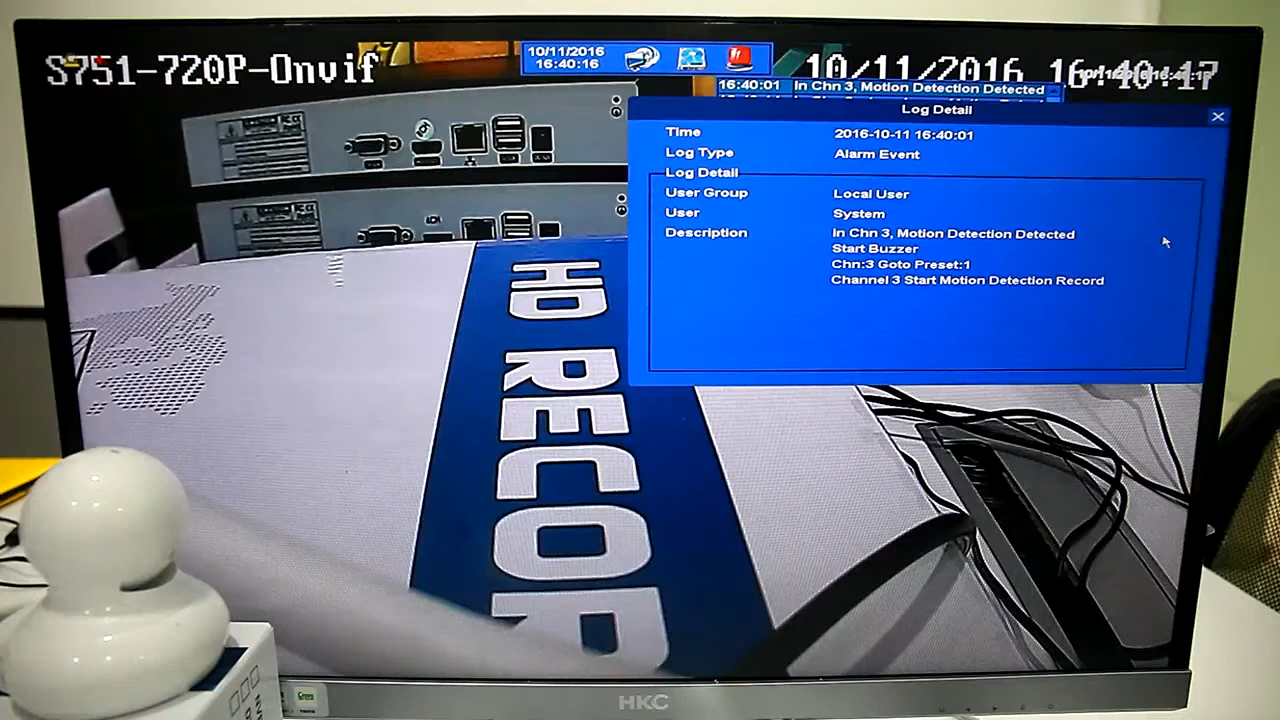 S751-720P-Onvif
10/11/2016
16:40:16
10/11/2016 16:40:17
16:40:01 In Chn 3, Motion Detection Detected
Log Detail
Time 2016-10-11 16:40:01
Log Type Alarm Event
Log Detail
User Group Local User
User System
Description In Chn 3, Motion Detection Detected
Start Buzzer
Chn:3 Goto Preset:1
Channel 3 Start Motion Detection Record
HD RECOR
HKC